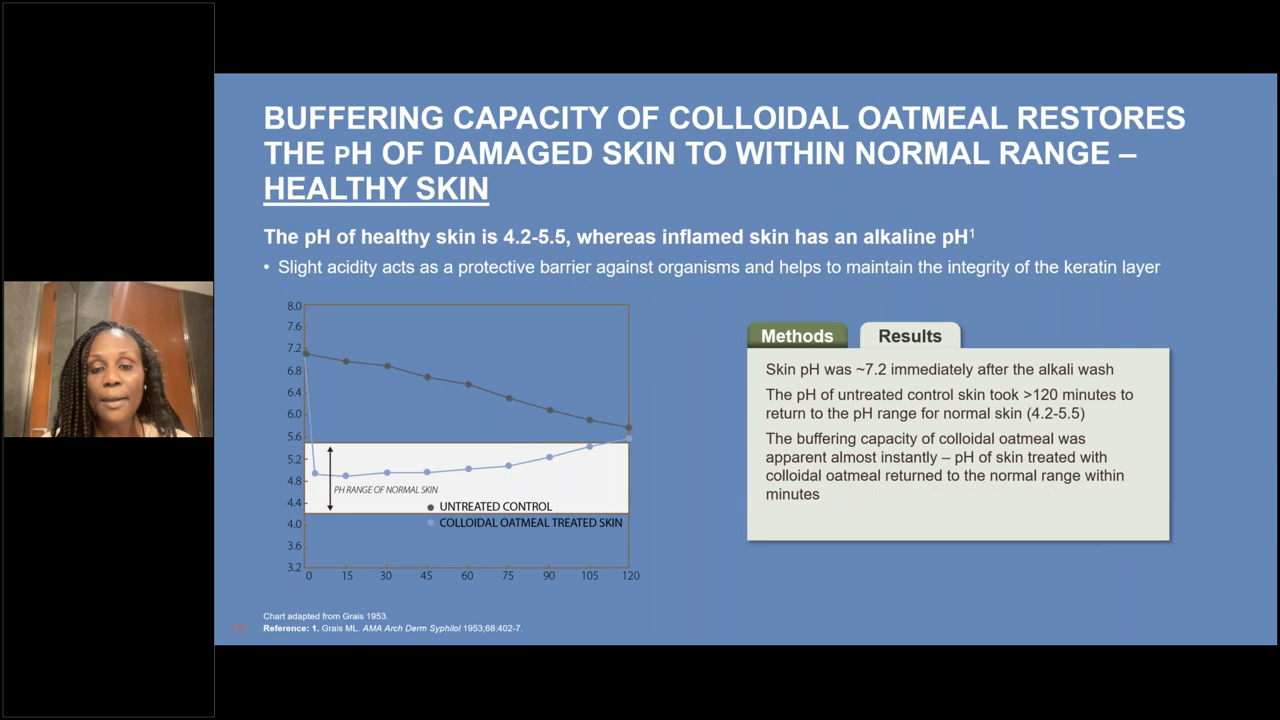 BUFFERING CAPACITY OF COLLOIDAL OATMEAL RESTORES
THE PH OF DAMAGED SKIN TO WITHIN NORMAL RANGE –
HEALTHY SKIN
The pH of healthy skin is 4.2-5.5, whereas inflamed skin has an alkaline pH¹
• Slight acidity acts as a protective barrier against organisms and helps to maintain the integrity of the keratin layer
8.0
7.6
7.2
6.8
6.4
6.0
5.6
5.2
4.8
4.4
4.0
3.6
3.2
PH RANGE OF NORMAL SKIN
UNTREATED CONTROL
COLLOIDAL OATMEAL TREATED SKIN
0 15 30 45 60 75 90 105 120
Methods Results
Skin pH was ~7.2 immediately after the alkali wash
The pH of untreated control skin took >120 minutes to
return to the pH range for normal skin (4.2-5.5)
The buffering capacity of colloidal oatmeal was
apparent almost instantly – pH of skin treated with
colloidal oatmeal returned to the normal range within
minutes
Chart adapted from Grais 1953.
Reference: 1. Grais ML. AMA Arch Derm Syphilol 1953;68:402-7.